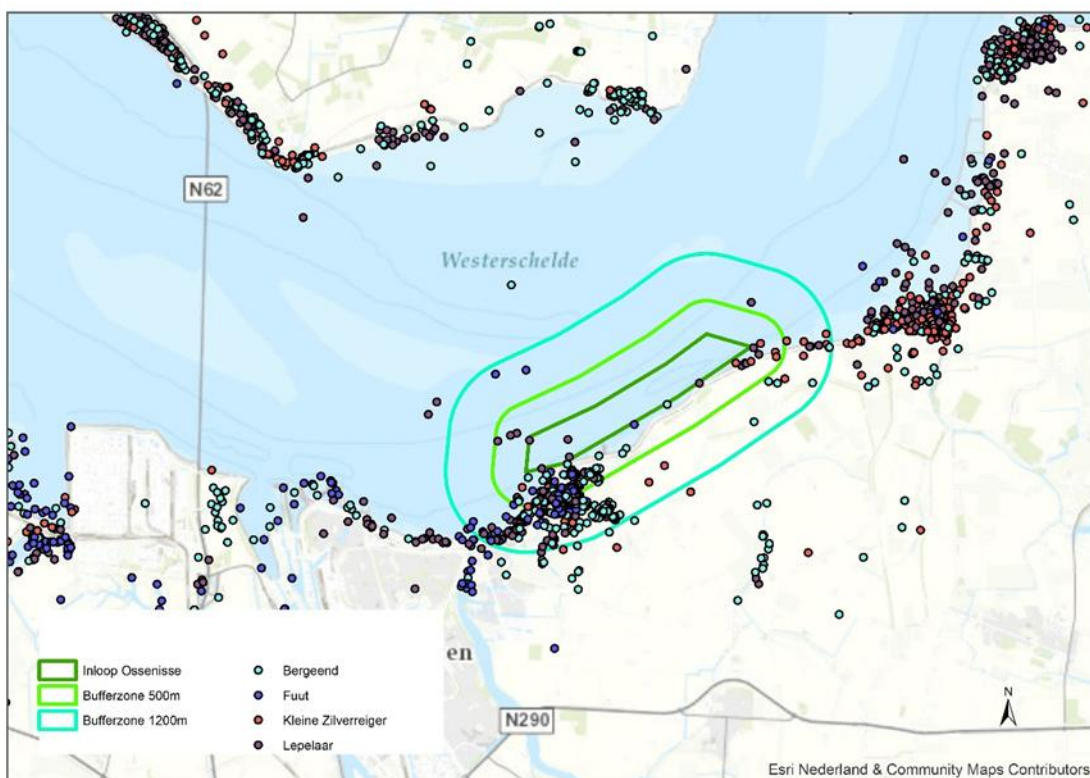 N62
Westerschelde
en
Inloop Ossenisse
Bufferzone 500m
Bufferzone 1200m
Bergeend
Fuut
Kleine Zilverreiger
Lepelaar
N290
N
Esri Nederland & Community Maps Contributors